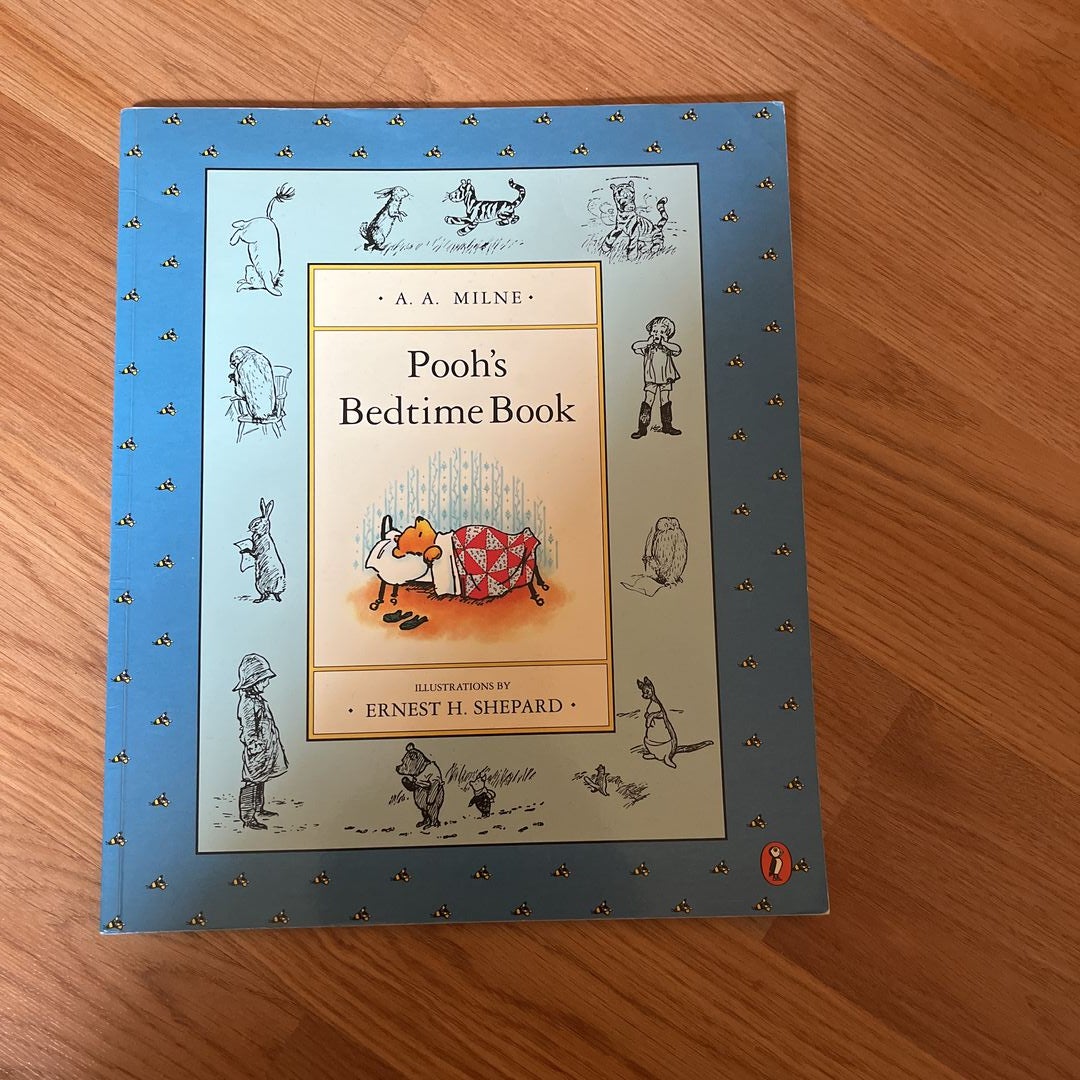 · A. A. MILNE ·
Pooh's
Bedtime Book
ILLUSTRATIONS BY
· ERNEST H. SHEPARD ·